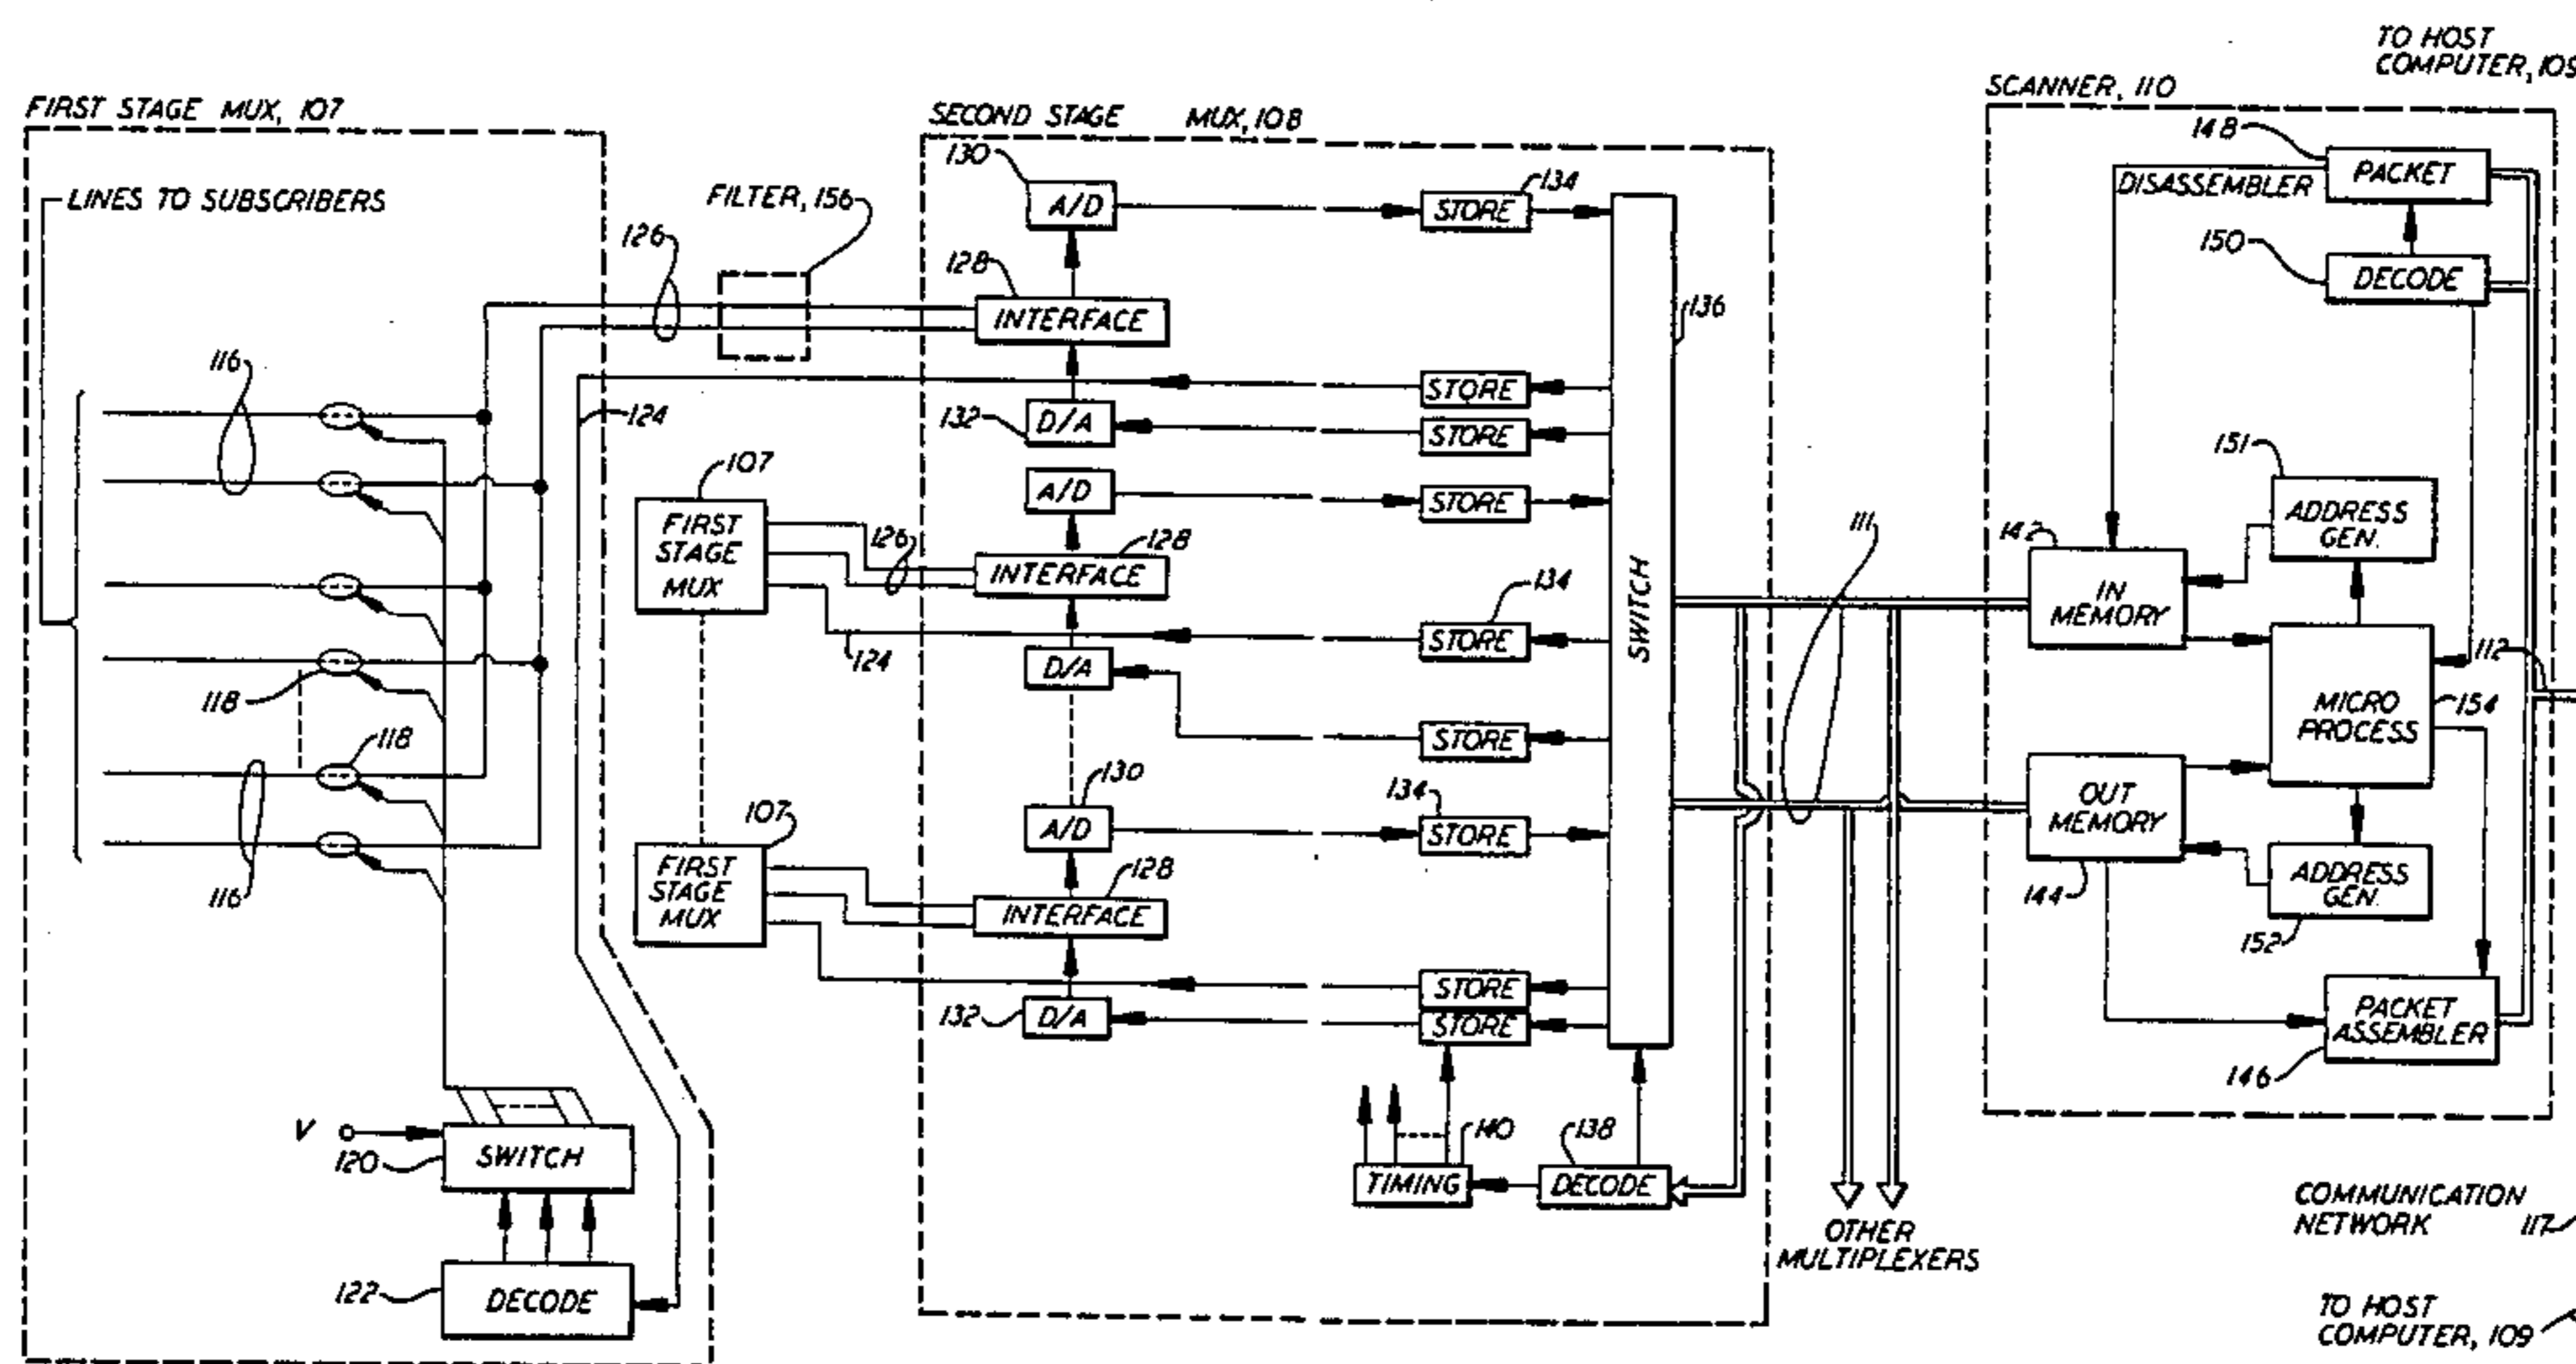 TO HOST
COMPUTER, 109
FIRST STAGE MUX, 107
LINES TO SUBSCRIBERS
116
118
118
116
124
V
120
SWITCH
122
DECODE
126
FILTER, 156
107
FIRST
STAGE
MUX
126
124
107
FIRST
STAGE
MUX
SECOND STAGE MUX, 108
130
A/D
134
STORE
128
INTERFACE
136
STORE
132
D/A
STORE
A/D
STORE
128
INTERFACE
134
STORE
D/A
STORE
SWITCH
130
A/D
134
STORE
128
INTERFACE
STORE
132
D/A
STORE
140
138
TIMING
DECODE
111
OTHER
MULTIPLEXERS
SCANNER, 110
148
PACKET
DISASSEMBLER
150
DECODE
151
ADDRESS
GEN.
142
IN
MEMORY
112
MICRO
PROCESS
154
OUT
MEMORY
144
ADDRESS
GEN.
152
PACKET
ASSEMBLER
146
COMMUNICATION
NETWORK 117
TO HOST
COMPUTER, 109